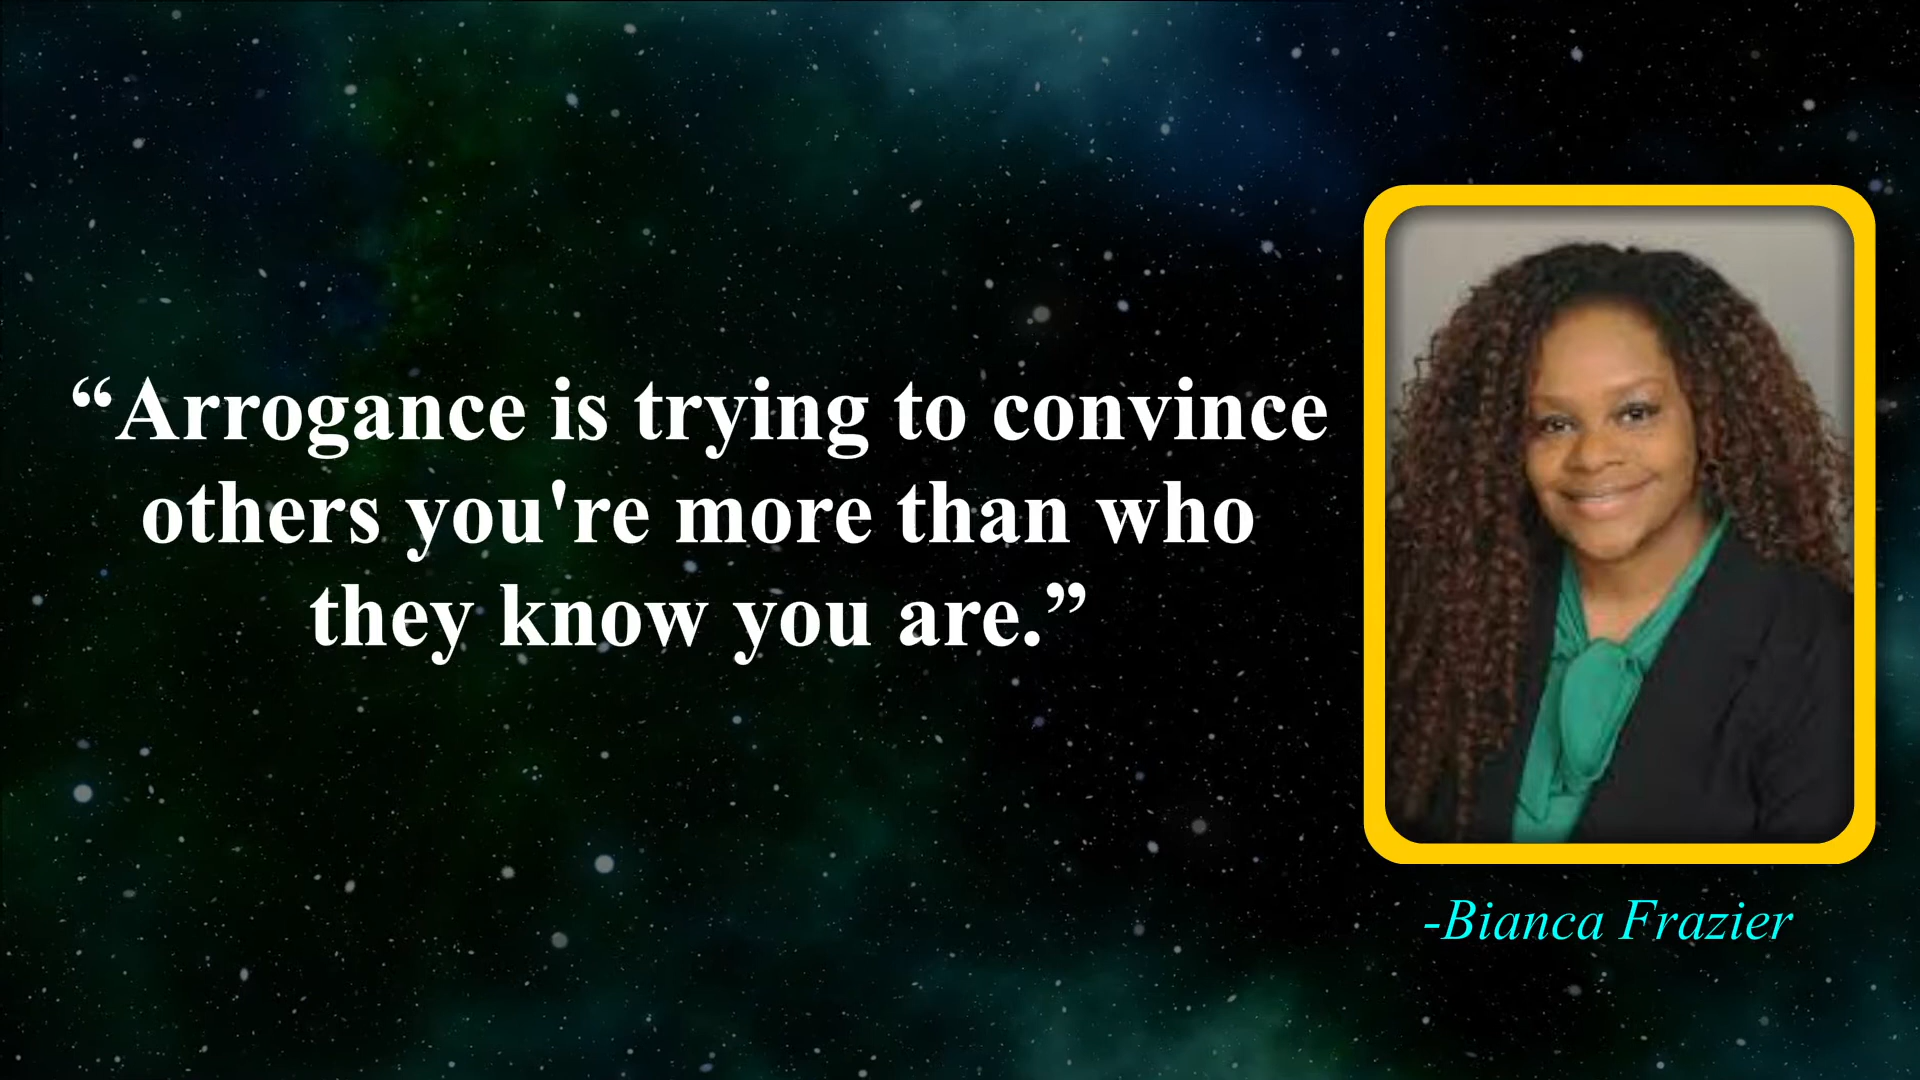 “Arrogance is trying to convince
others you're more than who
they know you are.”
-Bianca Frazier